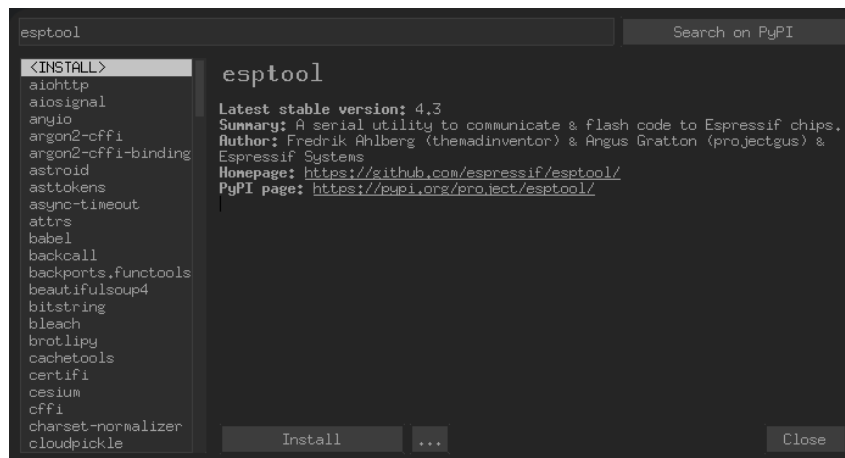 esptool
Search on PyPI
<INSTALL>
aiohttp
aiosignal
anyio
argon2-cffi
argon2-cffi-binding
astroid
asttokens
async-timeout
attrs
babel
backcall
backports.functools
beautifulsoup4
bitstring
bleach
brotlipy
cachetools
certifi
cesium
cffi
charset-normalizer
cloudpickle
esptool
Latest stable version: 4.3
Summary: A serial utility to communicate & flash code to Espressif chips.
Author: Fredrik Ahlberg (themadinventor) & Angus Gratton (projectgus) &
Espressif Systems
Homepage: https://github.com/espressif/esptool/
PyPI page: https://pypi.org/project/esptool/
Install
...
Close